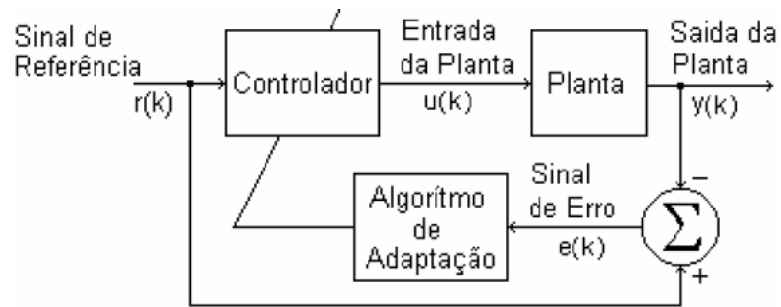 Sinal de
Referência
r(k)
Controlador
Entrada
da Planta
u(k)
Planta
Saida da
Planta
y(k)
Algorítmo
de
Adaptação
Sinal
de Erro
e(k)
−
Σ
+